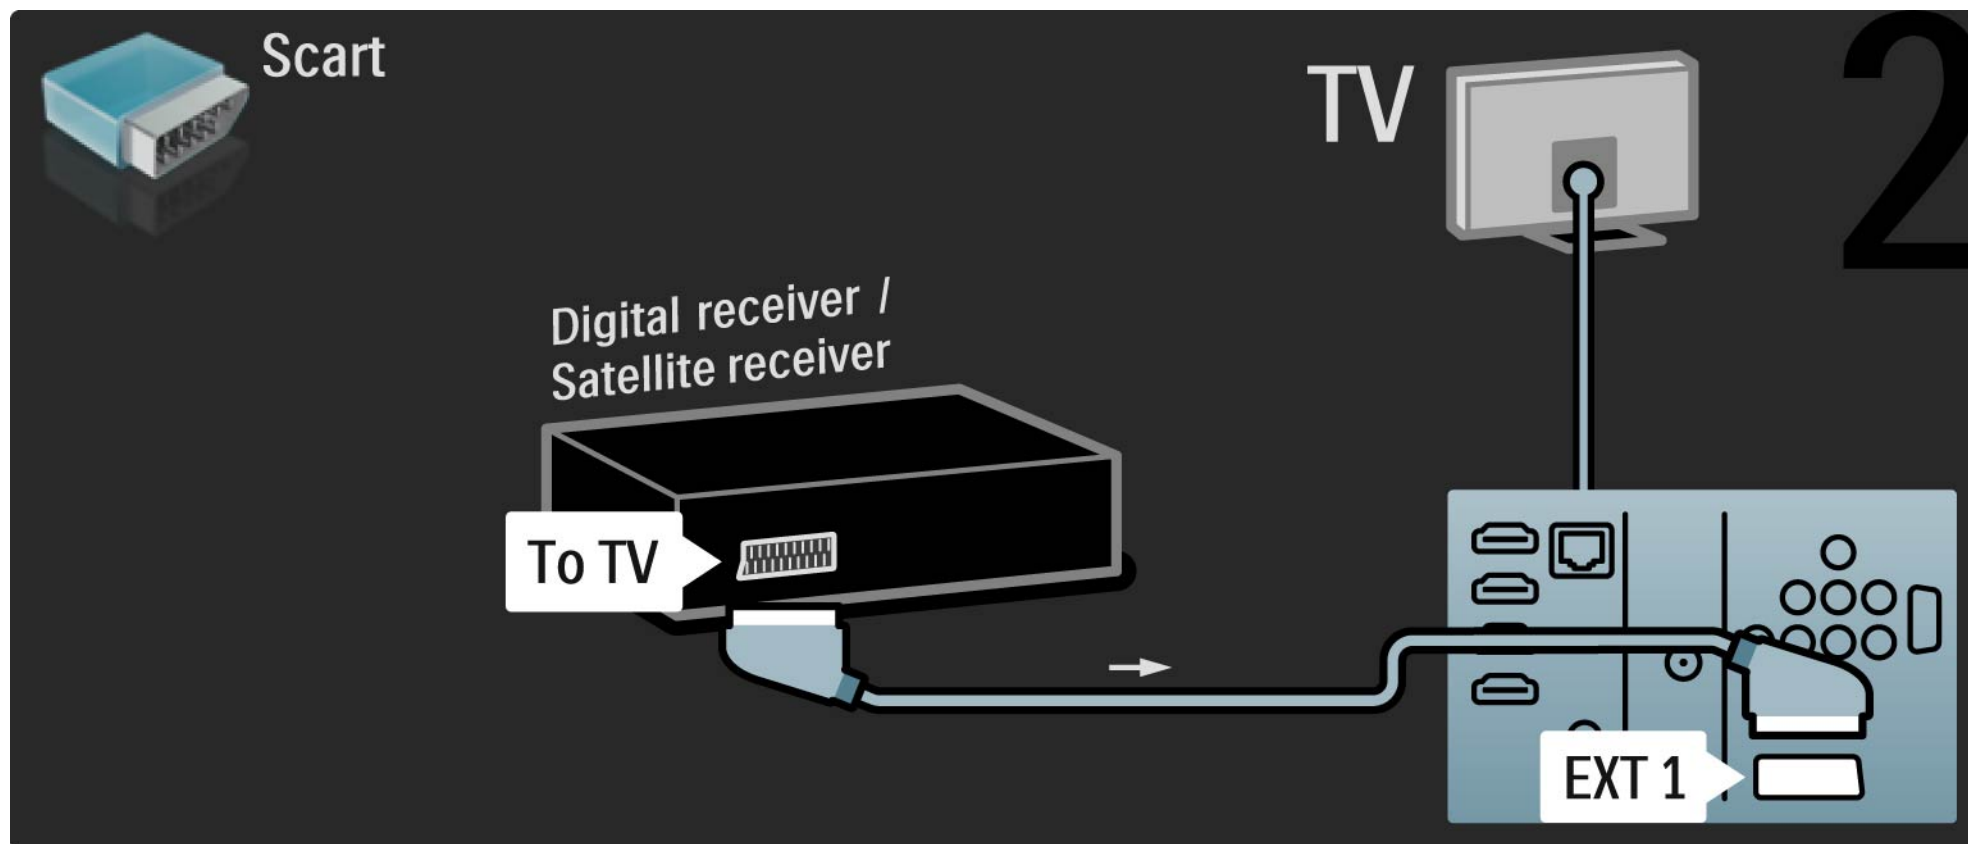 Scart
TV
2
Digital receiver /
Satellite receiver
To TV
EXT 1